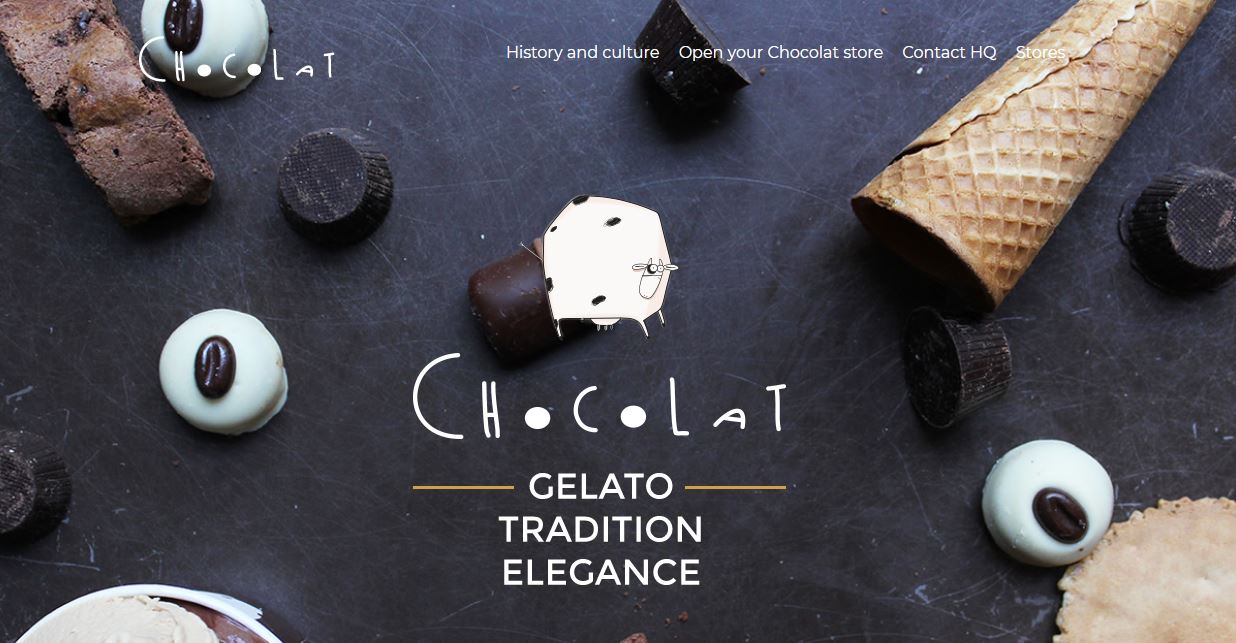 CHOCOLAT
History and culture Open your Chocolat store Contact HQ Stores
CHOCOLAT
GELATO
TRADITION
ELEGANCE